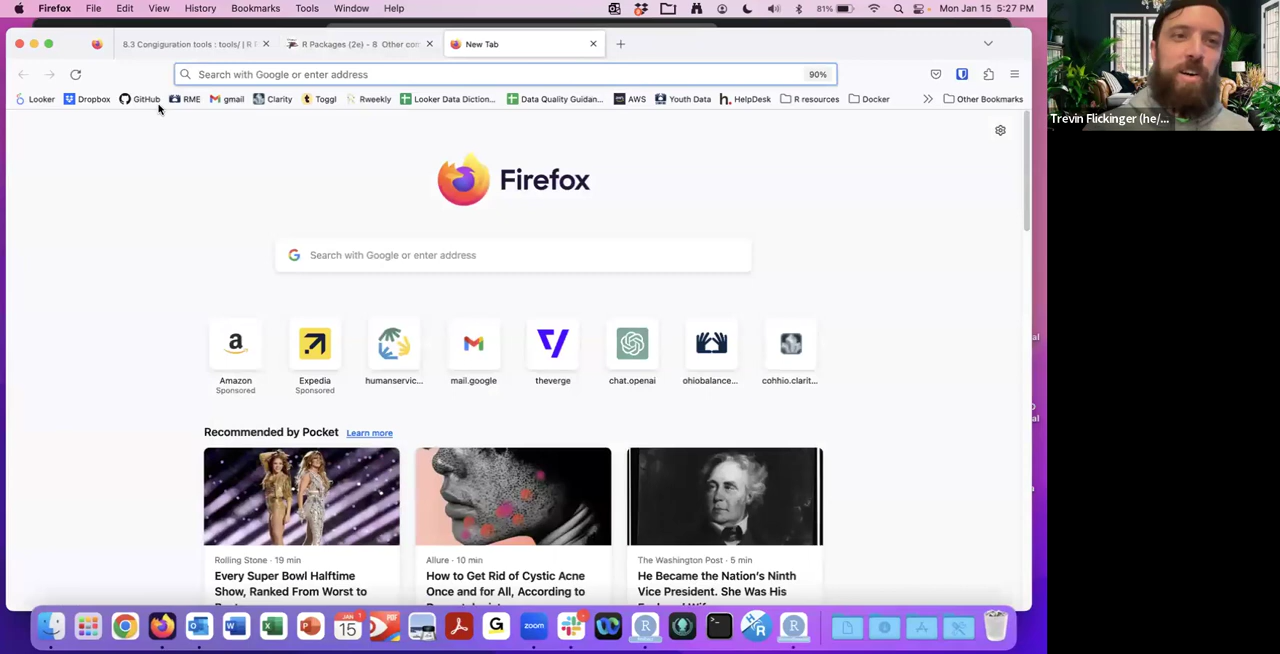 Firefox File Edit View History Bookmarks Tools Window Help 81% Mon Jan 15 5:27 PM
8.3 Congiguration tools : tools/ | R R Packages (2e) - 8 Other con New Tab
Search with Google or enter address 90%
Looker Dropbox GitHub RME gmail Clarity Toggl Rweekly Looker Data Diction... Data Quality Guidan... AWS Youth Data HelpDesk R resources Docker Other Bookmarks
Trevin Flickinger (he/...
Firefox
Search with Google or enter address
Amazon Expedia humanservic... mail.google theverge chat.openai ohiobalance... cohhio.clarit...
Sponsored Sponsored
Recommended by Pocket Learn more
Rolling Stone · 19 min Allure · 10 min The Washington Post · 5 min
Every Super Bowl Halftime How to Get Rid of Cystic Acne He Became the Nation's Ninth
Show, Ranked From Worst to Once and for All, According to Vice President. She Was His
JAN
15
PDF
zoom